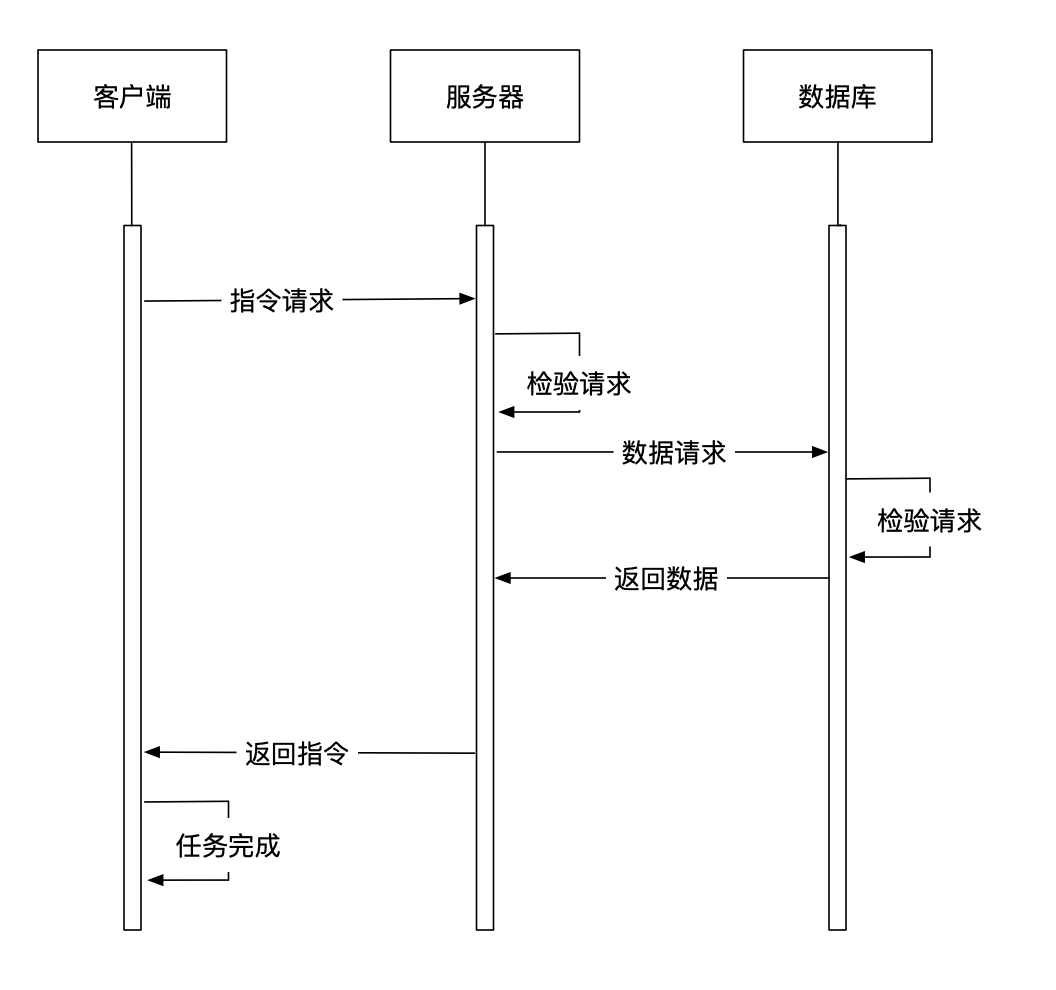 客户端
服务器
数据库
指令请求
检验请求
数据请求
检验请求
返回数据
返回指令
任务完成